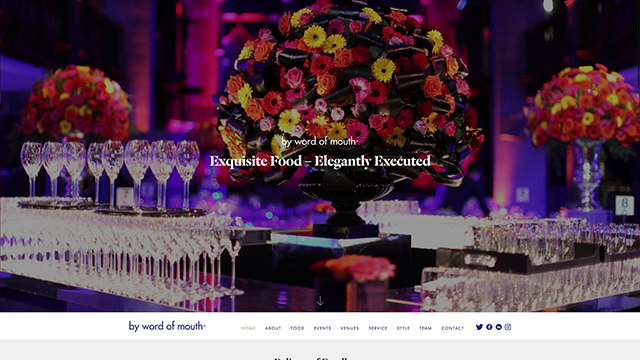 by word of mouth
Exquisite Food – Elegantly Executed
8
by word of mouth
HOME ABOUT FOOD EVENTS VENUES SERVICE STYLE TEAM CONTACT